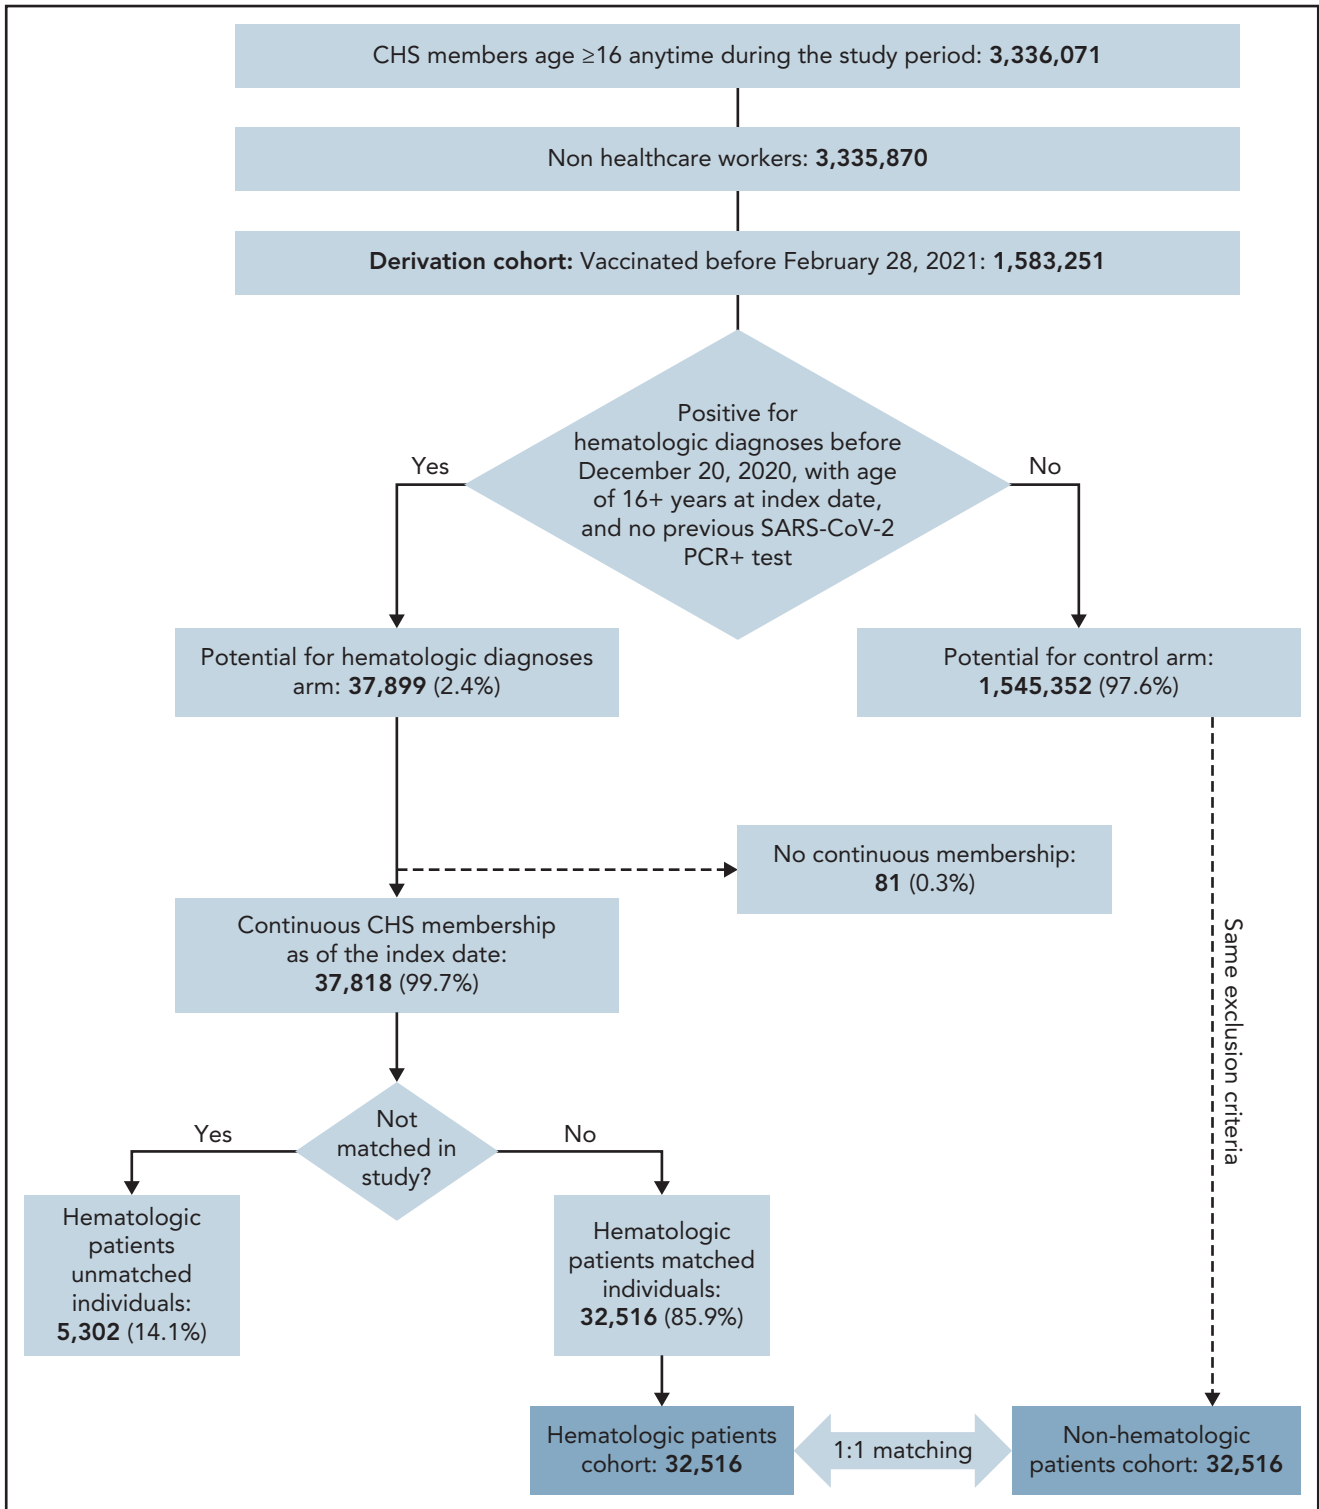 CHS members age ≥16 anytime during the study period: 3,336,071
Non healthcare workers: 3,335,870
Derivation cohort: Vaccinated before February 28, 2021: 1,583,251
Positive for
hematologic diagnoses before
December 20, 2020, with age
of 16+ years at index date,
and no previous SARS-CoV-2
PCR+ test
Yes
No
Potential for hematologic diagnoses
arm: 37,899 (2.4%)
Potential for control arm:
1,545,352 (97.6%)
No continuous membership:
81 (0.3%)
Continuous CHS membership
as of the index date:
37,818 (99.7%)
Same exclusion criteria
Not
matched in
study?
Yes
No
Hematologic
patients
unmatched
individuals:
5,302 (14.1%)
Hematologic
patients matched
individuals:
32,516 (85.9%)
Hematologic patients
cohort: 32,516
1:1 matching
Non-hematologic
patients cohort: 32,516